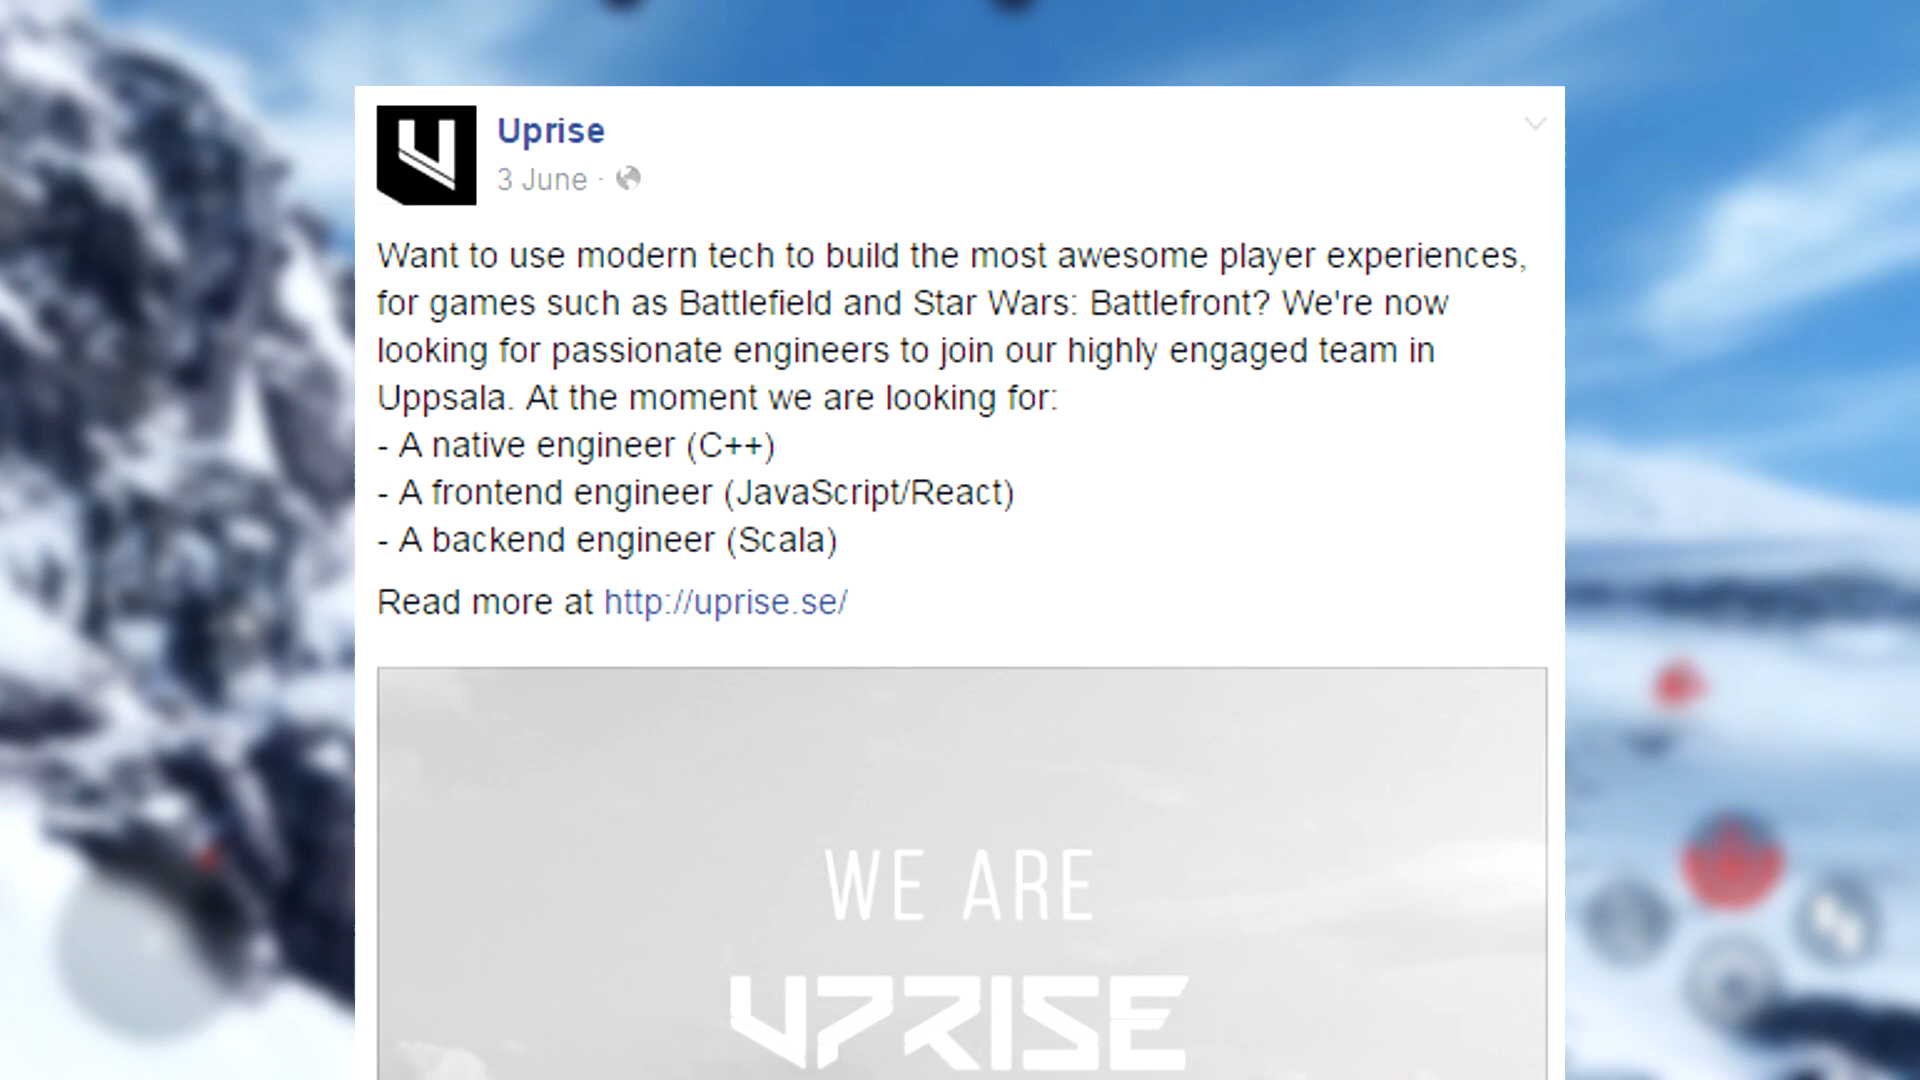 Uprise
3 June ·
Want to use modern tech to build the most awesome player experiences,
for games such as Battlefield and Star Wars: Battlefront? We're now
looking for passionate engineers to join our highly engaged team in
Uppsala. At the moment we are looking for:
- A native engineer (C++)
- A frontend engineer (JavaScript/React)
- A backend engineer (Scala)
Read more at http://uprise.se/
WE ARE
UPRISE